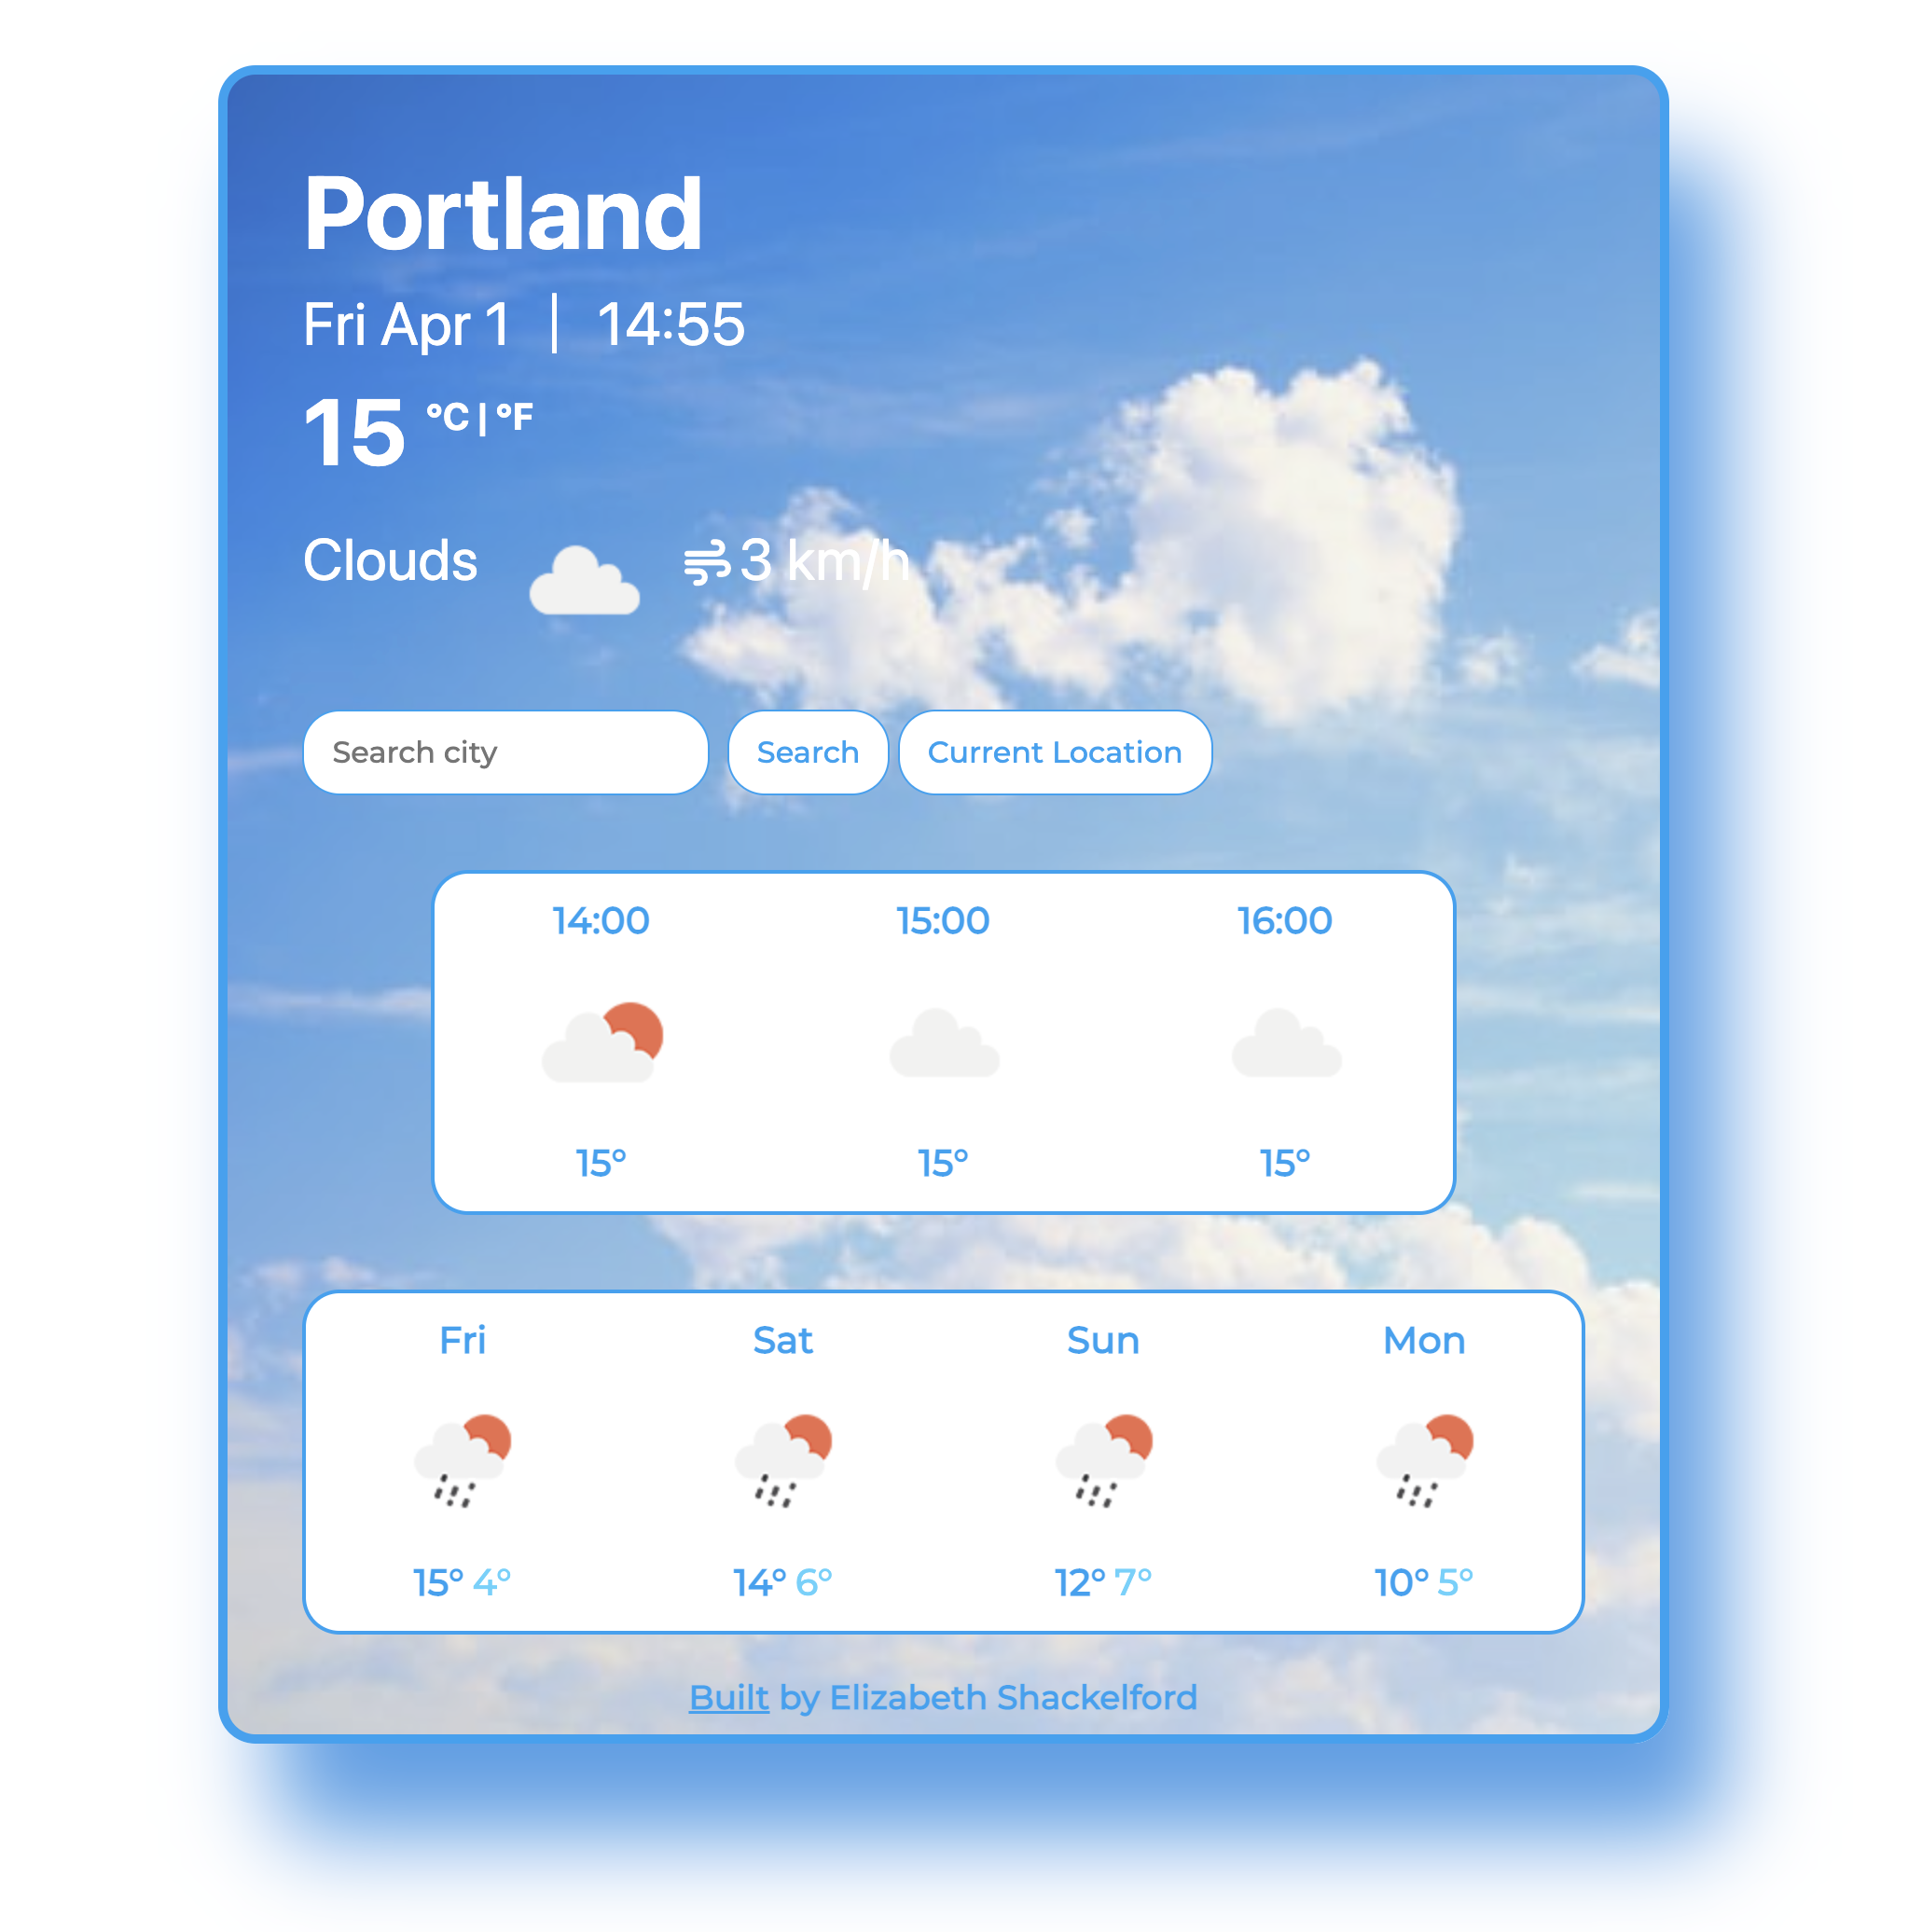 Portland
Fri Apr 1 | 14:55
15 °C | °F
Clouds 3 km/h
Search city Search Current Location
14:00 15:00 16:00
15° 15° 15°
Fri Sat Sun Mon
15° 4° 14° 6° 12° 7° 10° 5°
Built by Elizabeth Shackelford